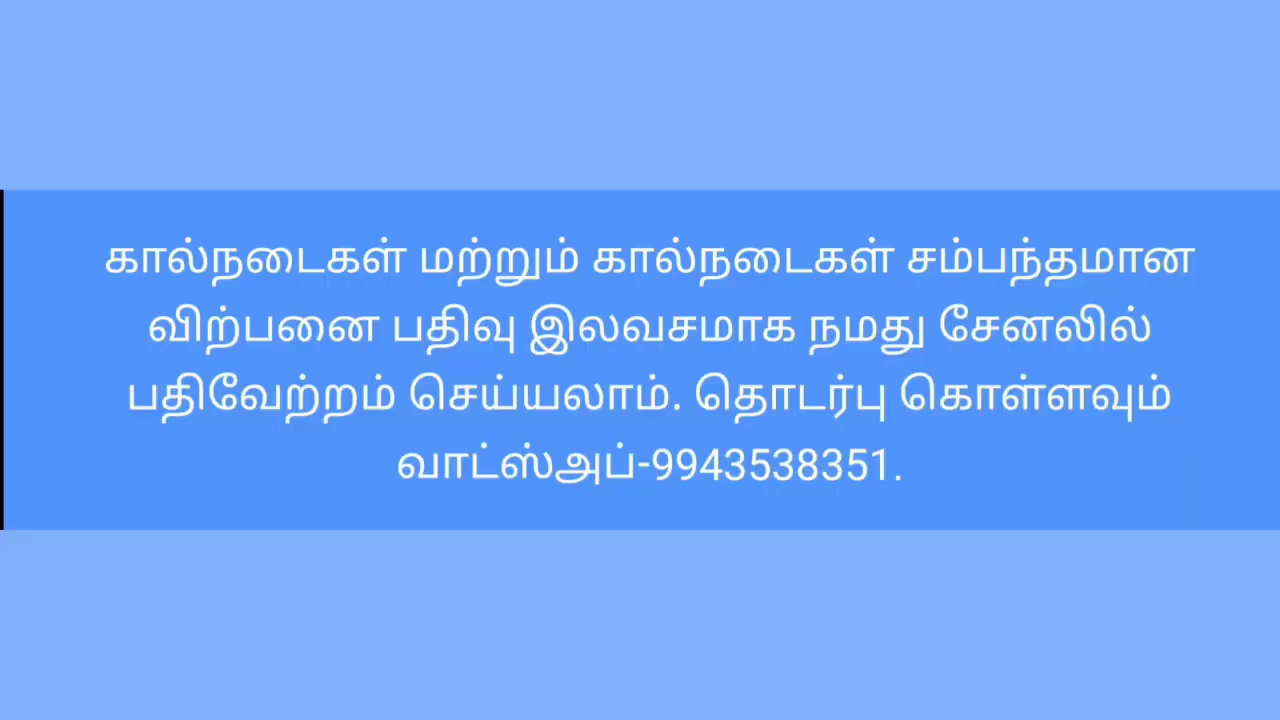 கால்நடைகள் மற்றும் கால்நடைகள் சம்பந்தமான
விற்பனை பதிவு இலவசமாக நமது சேனலில்
பதிவேற்றம் செய்யலாம். தொடர்பு கொள்ளவும்
வாட்ஸ்அப்-9943538351.